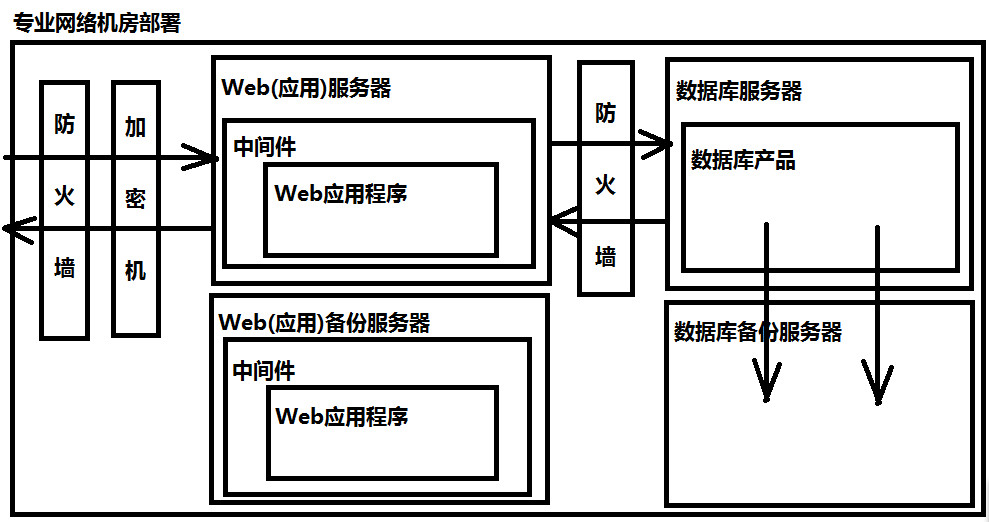 专业网络机房部署
防火墙
加密机
Web(应用)服务器
中间件
Web应用程序
防火墙
数据库服务器
数据库产品
Web(应用)备份服务器
中间件
Web应用程序
数据库备份服务器